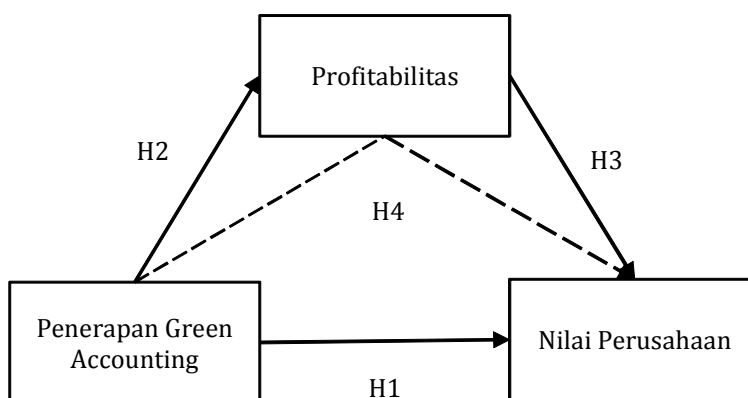 Profitabilitas
H2
H3
H4
Penerapan Green
Accounting
Nilai Perusahaan
H1